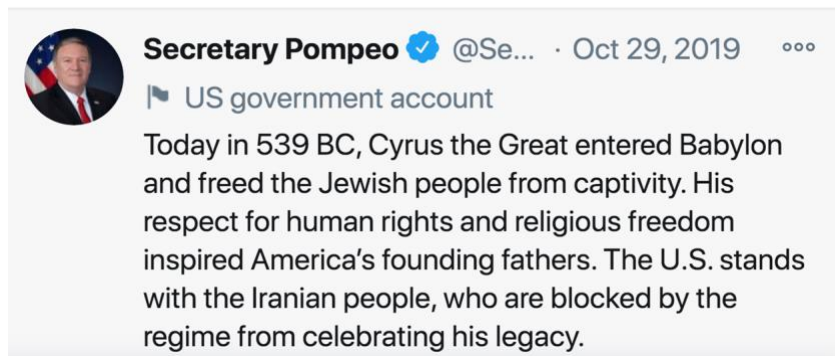 Secretary Pompeo @Se... · Oct 29, 2019
US government account
Today in 539 BC, Cyrus the Great entered Babylon
and freed the Jewish people from captivity. His
respect for human rights and religious freedom
inspired America’s founding fathers. The U.S. stands
with the Iranian people, who are blocked by the
regime from celebrating his legacy.